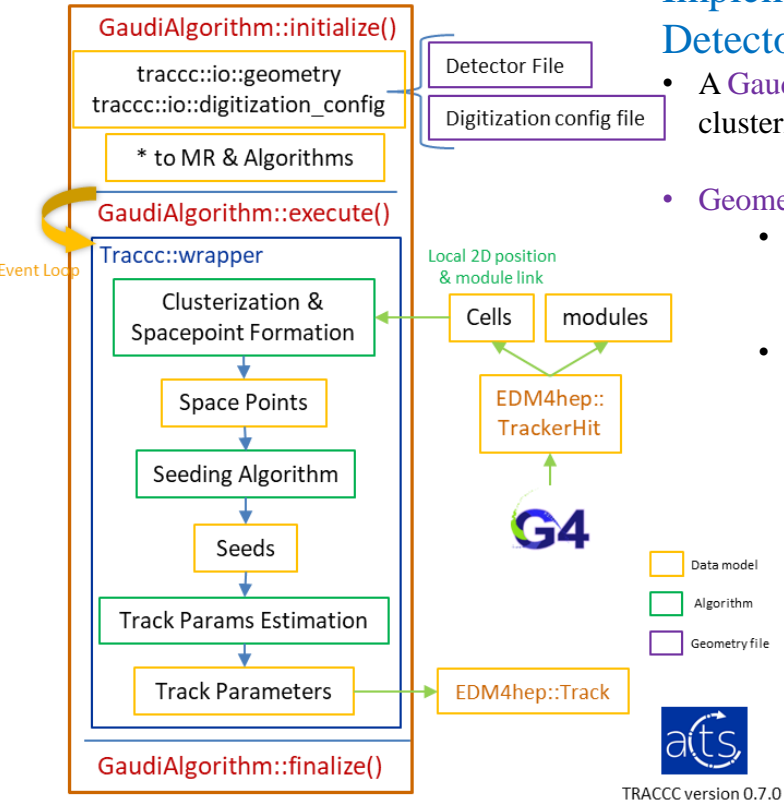 GaudiAlgorithm::initialize()
traccc::io::geometry
traccc::io::digitization_config
Detector File
Digitization config file
* to MR & Algorithms
GaudiAlgorithm::execute()
Event Loop
Traccc::wrapper
Clusterization &
Spacepoint Formation
Local 2D position
& module link
Cells
modules
EDM4hep::
TrackerHit
G4
Space Points
Seeding Algorithm
Seeds
Track Params Estimation
Track Parameters
EDM4hep::Track
GaudiAlgorithm::finalize()
• A Gaud
cluster
• Geome
•
•
Data model
Algorithm
Geometry file
acts
TRACCC version 0.7.0